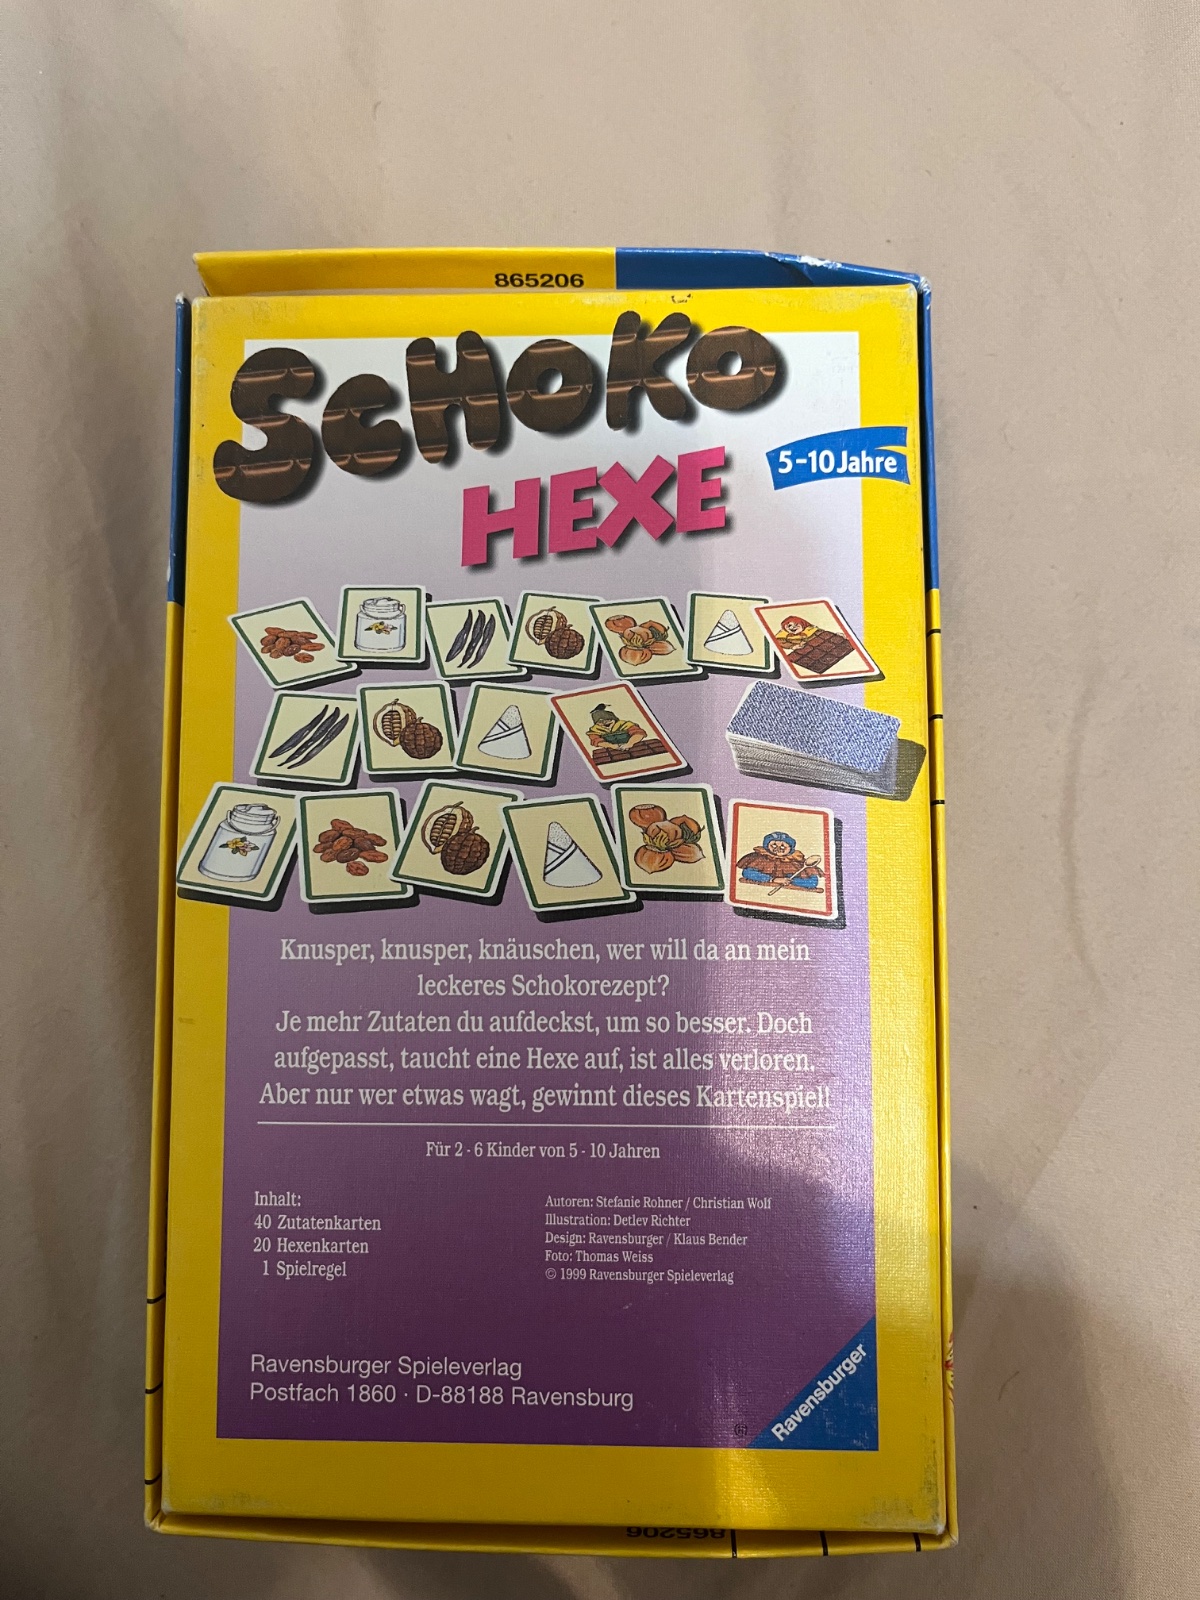 865206
SCHOKO
HEXE
5-10 Jahre
Knusper, knusper, knäuschen, wer will da an mein
leckeres Schokorezept?
Je mehr Zutaten du aufdeckst, um so besser. Doch
aufgepasst, taucht eine Hexe auf, ist alles verloren.
Aber nur wer etwas wagt, gewinnt dieses Kartenspiel!
Für 2 - 6 Kinder von 5 - 10 Jahren
Inhalt:
40 Zutatenkarten
20 Hexenkarten
1 Spielregel
Autoren: Stefanie Rohner / Christian Wolf
Illustration: Detlev Richter
Design: Ravensburger / Klaus Bender
Foto: Thomas Weiss
© 1999 Ravensburger Spieleverlag
Ravensburger Spieleverlag
Postfach 1860 · D-88188 Ravensburg
Ravensburger
865206